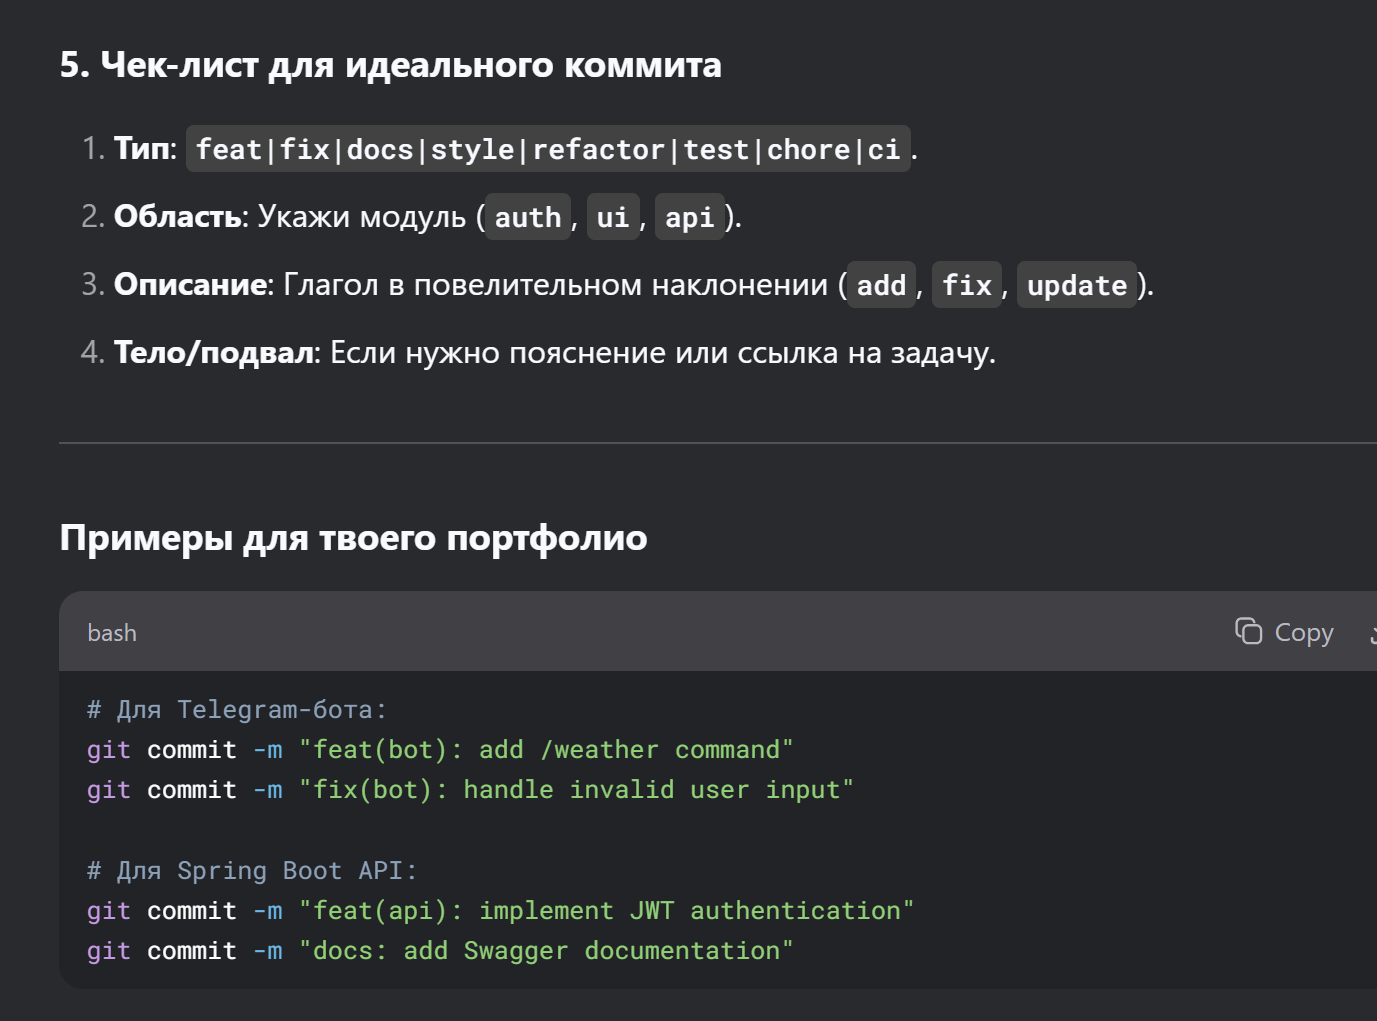 5. Чек-лист для идеального коммита
1. Тип: feat|fix|docs|style|refactor|test|chore|ci.
2. Область: Укажи модуль (auth, ui, api).
3. Описание: Глагол в повелительном наклонении (add, fix, update).
4. Тело/подвал: Если нужно пояснение или ссылка на задачу.
Примеры для твоего портфолио
bash Copy
# Для Telegram-бота:
git commit -m "feat(bot): add /weather command"
git commit -m "fix(bot): handle invalid user input"
# Для Spring Boot API:
git commit -m "feat(api): implement JWT authentication"
git commit -m "docs: add Swagger documentation"